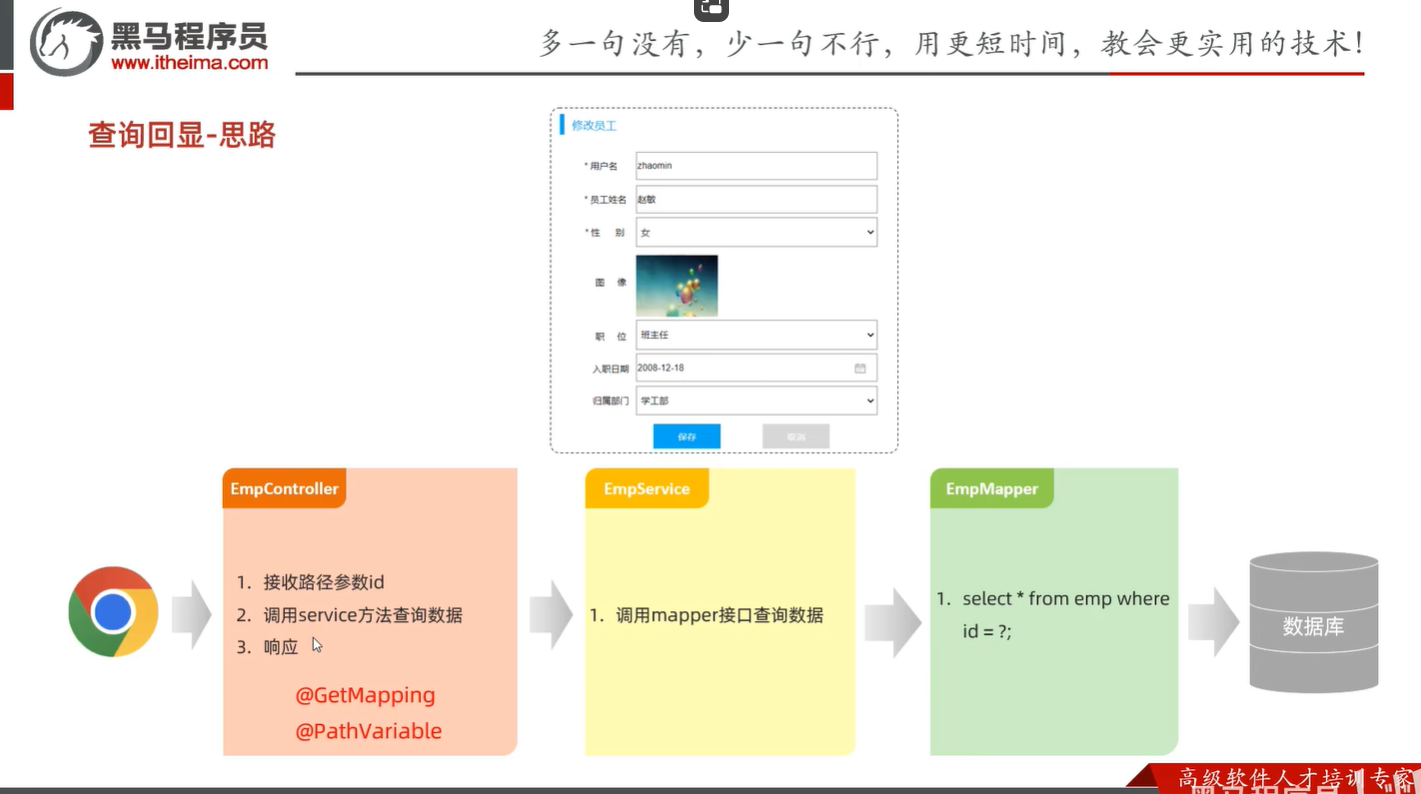 黑马程序员
www.itheima.com
多一句没有，少一句不行，用更短时间，教会更实用的技术！
查询回显-思路
修改员工
* 用户名 zhaomin
* 员工姓名 赵敏
* 性 别 女
图 像
职 位 班主任
入职日期 2008-12-18
归属部门 学工部
保存 取消
EmpController
1. 接收路径参数id
2. 调用service方法查询数据
3. 响应
@GetMapping
@PathVariable
EmpService
1. 调用mapper接口查询数据
EmpMapper
1. select * from emp where
id = ?;
数据库
高级软件人才培训专家